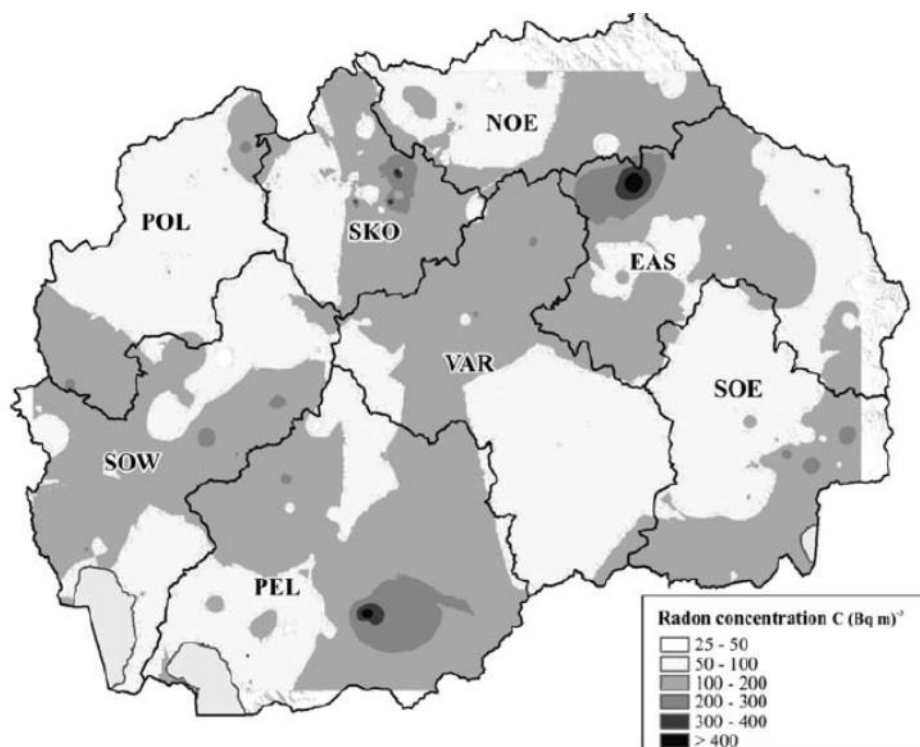 NOE
POL
SKO
EAS
VAR
SOE
SOW
PEL
Radon concentration C (Bq m)⁻³
25 - 50
50 - 100
100 - 200
200 - 300
300 - 400
> 400